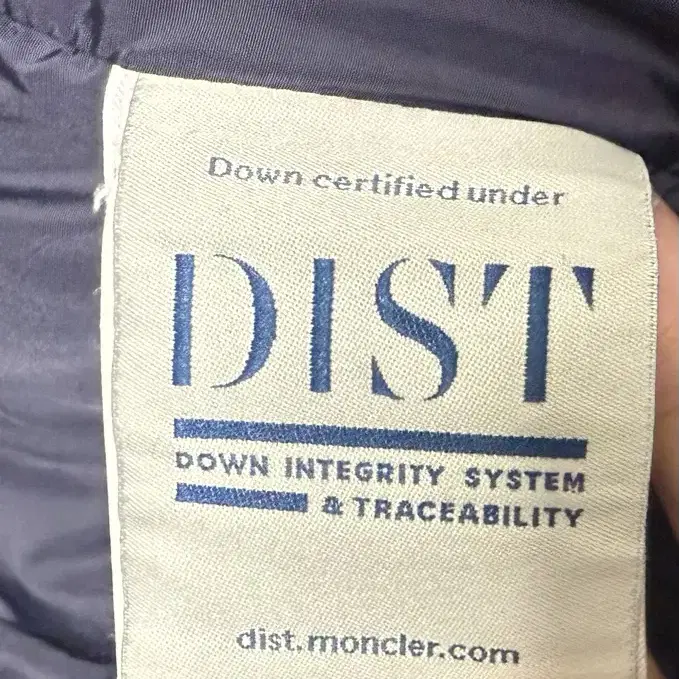 Down certified under
DIST
DOWN INTEGRITY SYSTEM
& TRACEABILITY
dist.moncler.com